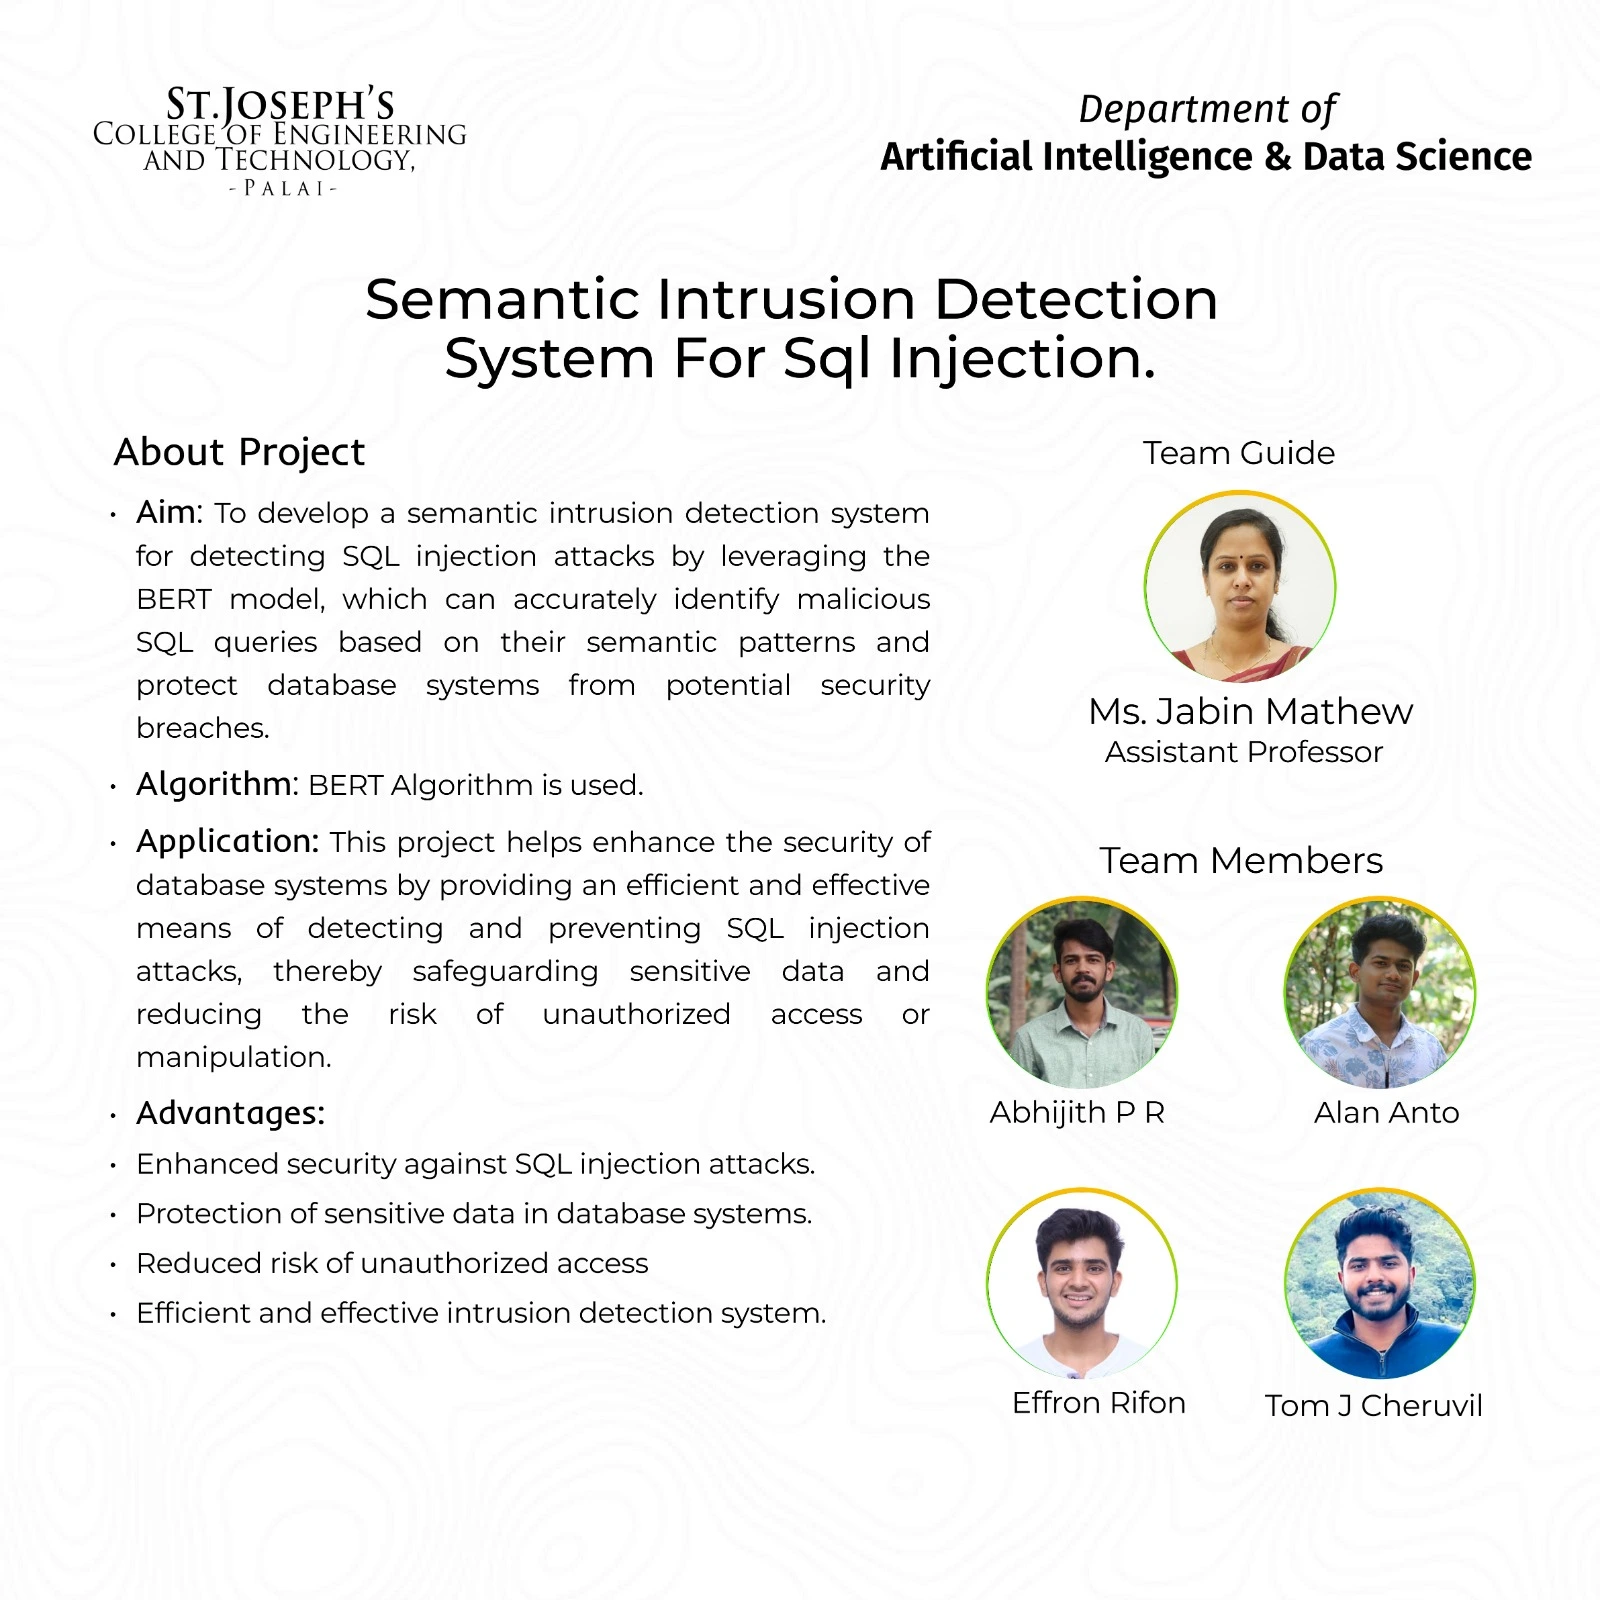 ST.JOSEPH'S
COLLEGE OF ENGINEERING
AND TECHNOLOGY,
-PALAI-
Department of
Artificial Intelligence & Data Science
Semantic Intrusion Detection
System For Sql Injection.
About Project
• Aim: To develop a semantic intrusion detection system
for detecting SQL injection attacks by leveraging the
BERT model, which can accurately identify malicious
SQL queries based on their semantic patterns and
protect database systems from potential security
breaches.
• Algorithm: BERT Algorithm is used.
• Application: This project helps enhance the security of
database systems by providing an efficient and effective
means of detecting and preventing SQL injection
attacks, thereby safeguarding sensitive data and
reducing the risk of unauthorized access or
manipulation.
• Advantages:
• Enhanced security against SQL injection attacks.
• Protection of sensitive data in database systems.
• Reduced risk of unauthorized access
• Efficient and effective intrusion detection system.
Team Guide
Ms. Jabin Mathew
Assistant Professor
Team Members
Abhijith P R
Alan Anto
Effron Rifon
Tom J Cheruvil